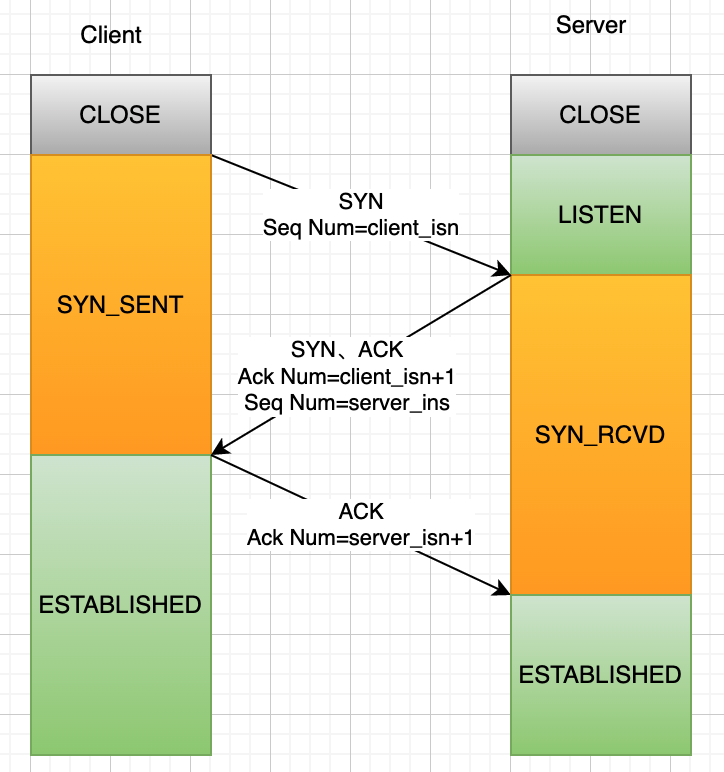 Client
Server
CLOSE
CLOSE
SYN
Seq Num=client_isn
LISTEN
SYN_SENT
SYN、ACK
Ack Num=client_isn+1
Seq Num=server_ins
SYN_RCVD
ACK
Ack Num=server_isn+1
ESTABLISHED
ESTABLISHED